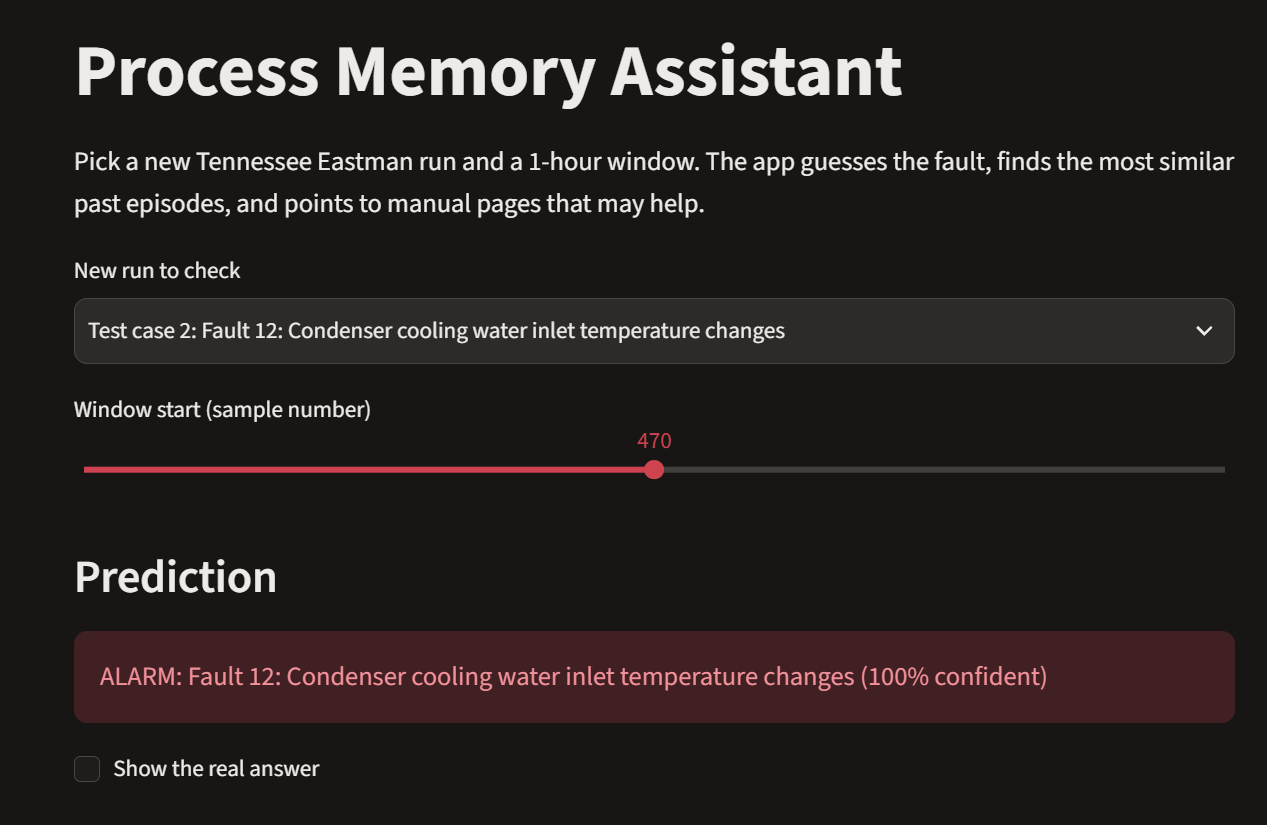 Process Memory Assistant
Pick a new Tennessee Eastman run and a 1-hour window. The app guesses the fault, finds the most similar
past episodes, and points to manual pages that may help.
New run to check
Test case 2: Fault 12: Condenser cooling water inlet temperature changes
Window start (sample number)
470
Prediction
ALARM: Fault 12: Condenser cooling water inlet temperature changes (100% confident)
Show the real answer